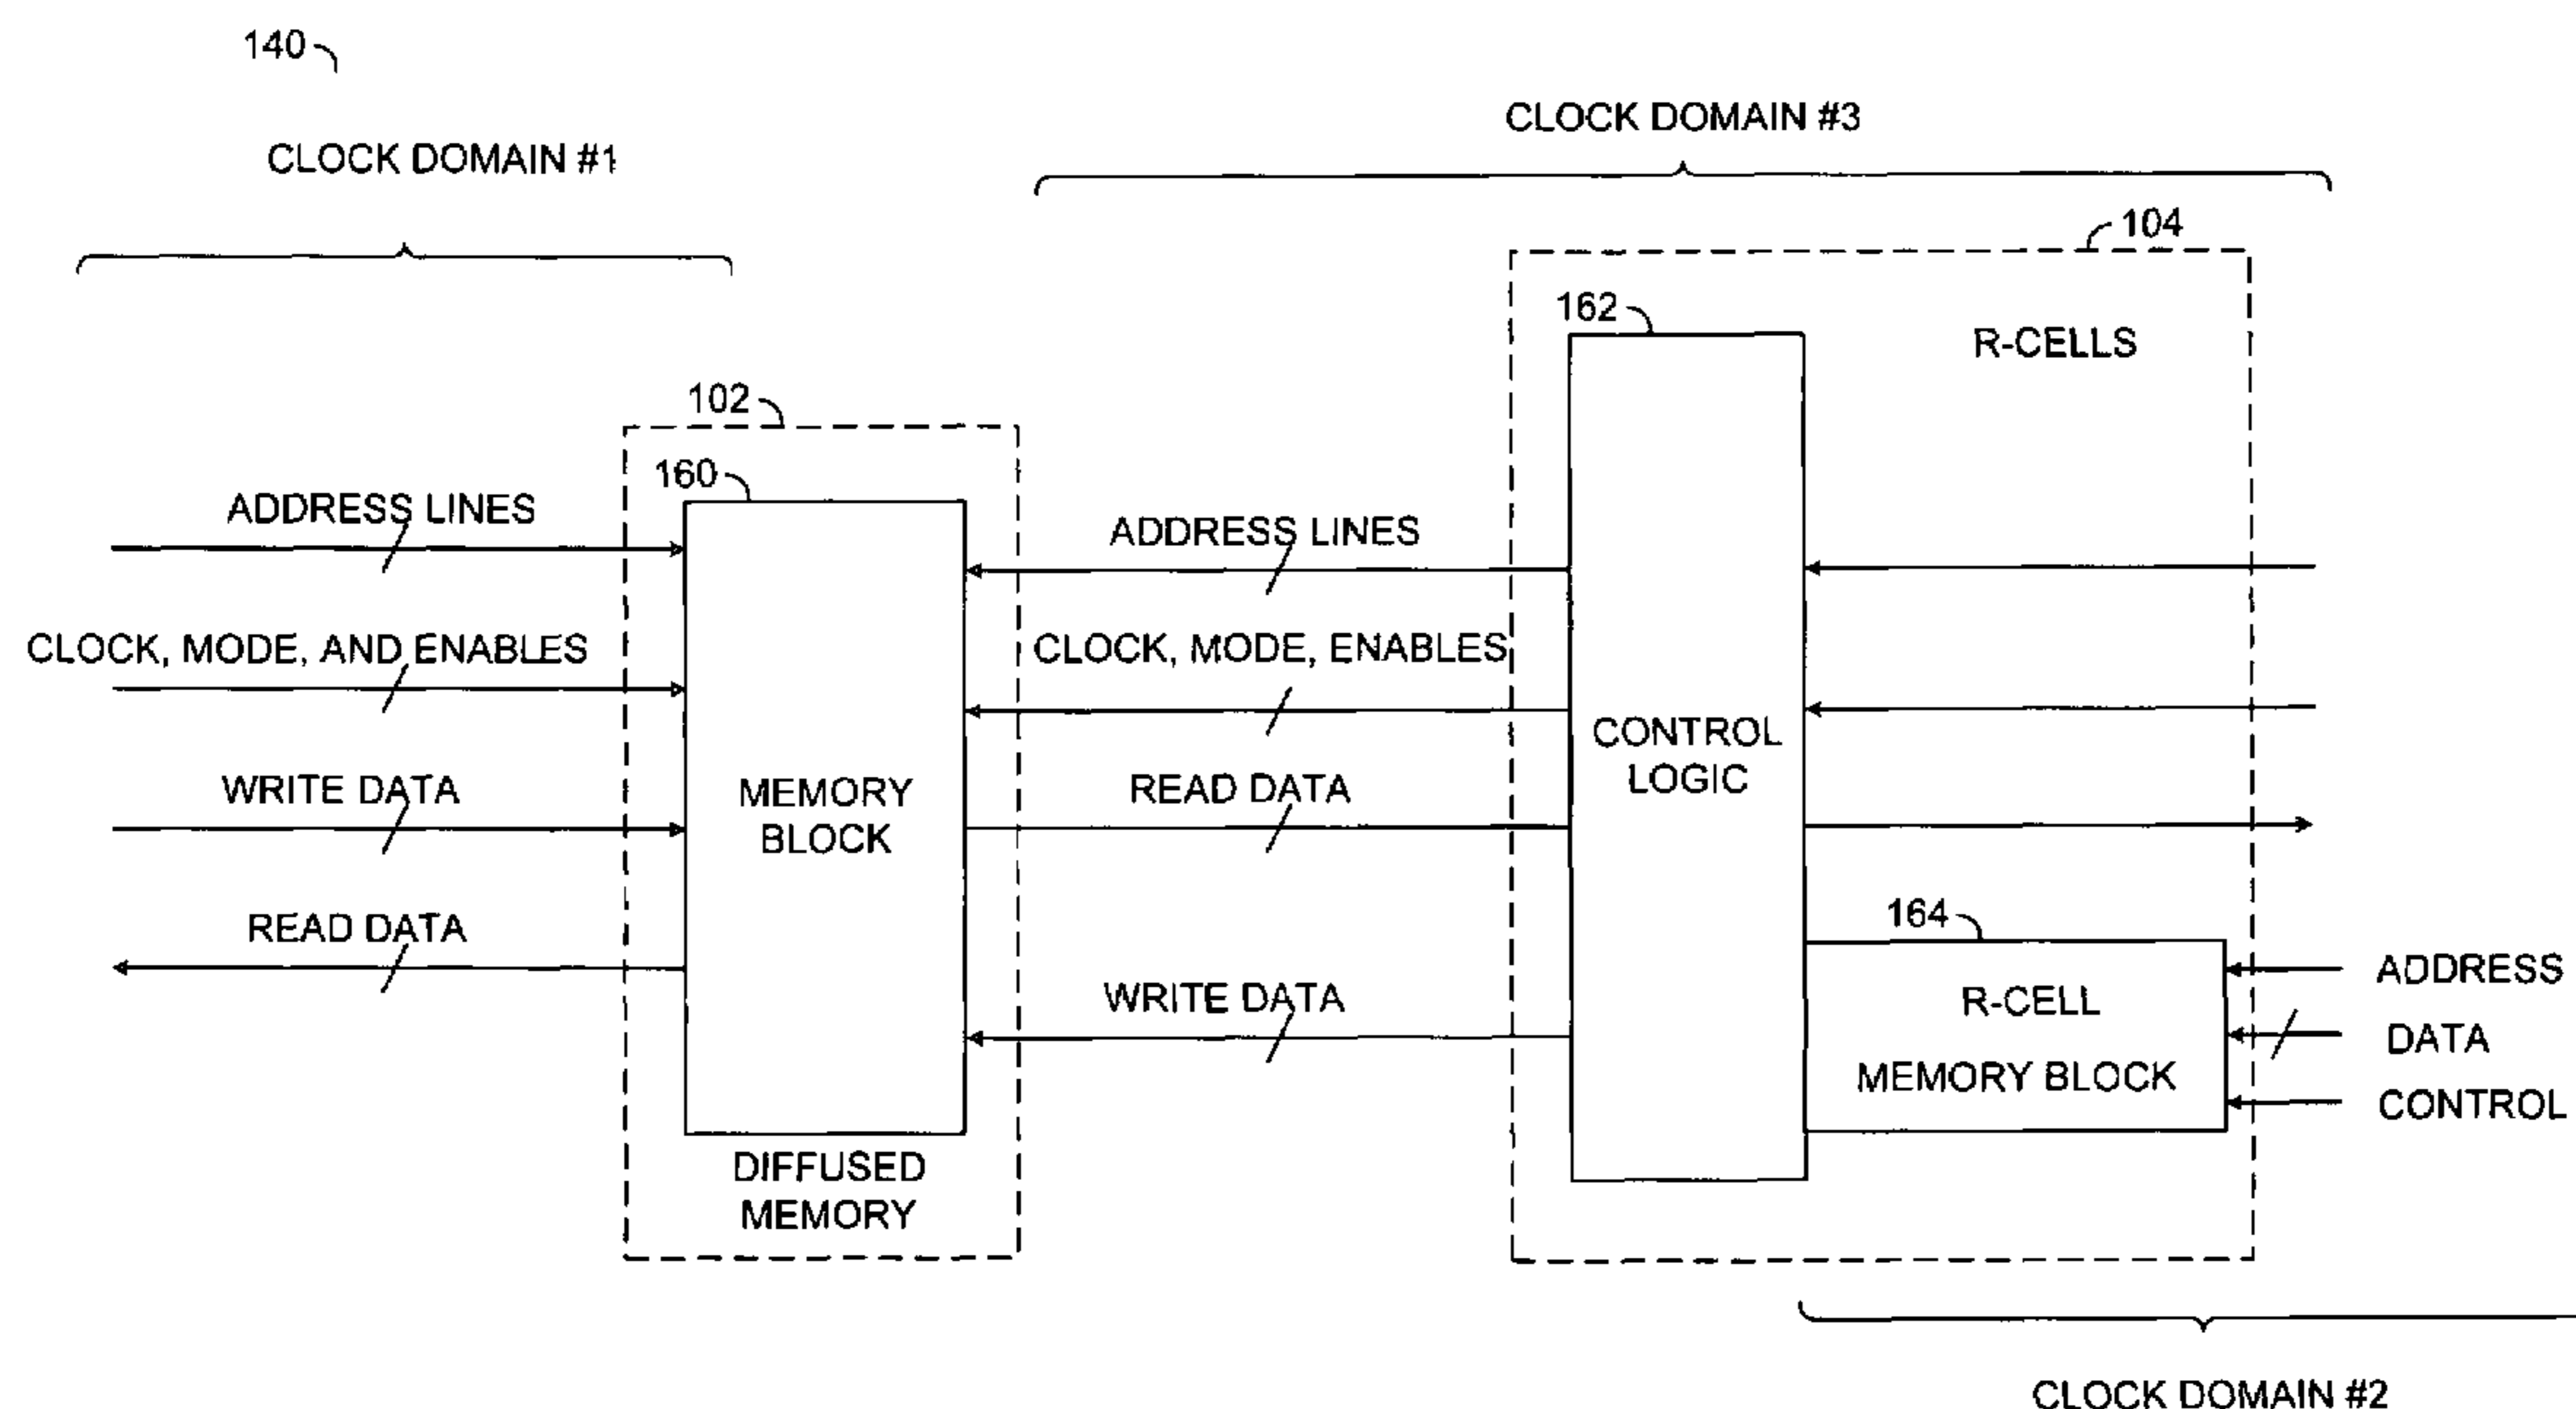 140
CLOCK DOMAIN #3
CLOCK DOMAIN #1
104
162
R-CELLS
102
160
ADDRESS LINES
ADDRESS LINES
CLOCK, MODE, AND ENABLES
CLOCK, MODE, ENABLES
CONTROL
LOGIC
WRITE DATA
MEMORY
BLOCK
READ DATA
164
READ DATA
ADDRESS
WRITE DATA
R-CELL
MEMORY BLOCK
DATA
CONTROL
DIFFUSED
MEMORY
CLOCK DOMAIN #2